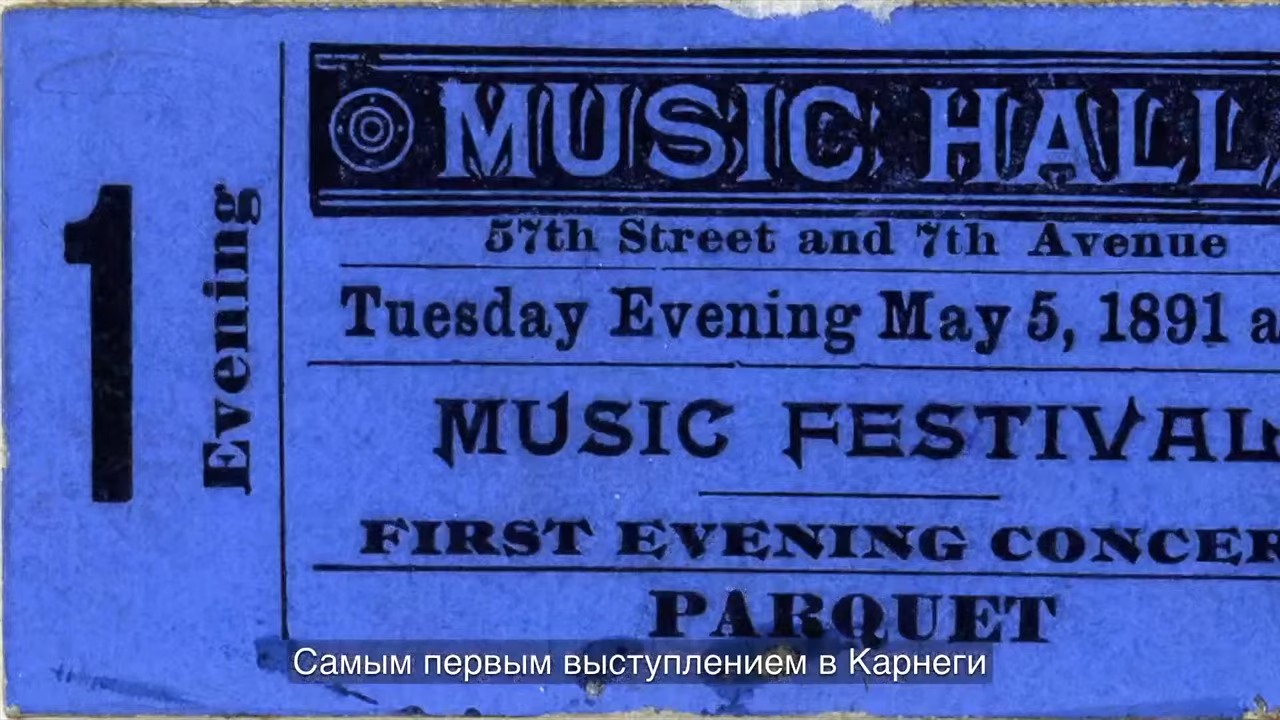 1
Evening
MUSIC HALL
57th Street and 7th Avenue
Tuesday Evening May 5, 1891 a
MUSIC FESTIVAL
FIRST EVENING CONCER
PARQUET
Самым первым выступлением в Карнеги